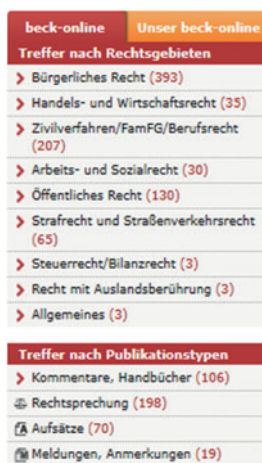 beck-online Unser beck-online
Treffer nach Rechtsgebieten
Bürgerliches Recht (393)
Handels- und Wirtschaftsrecht (35)
Zivilverfahren/FamFG/Berufsrecht
(207)
Arbeits- und Sozialrecht (30)
Öffentliches Recht (130)
Strafrecht und Straßenverkehrsrecht
(65)
Steuerrecht/Bilanzrecht (3)
Recht mit Auslandsberührung (3)
Allgemeines (3)
Treffer nach Publikationstypen
Kommentare, Handbücher (106)
Rechtsprechung (198)
Aufsätze (70)
Meldungen, Anmerkungen (19)